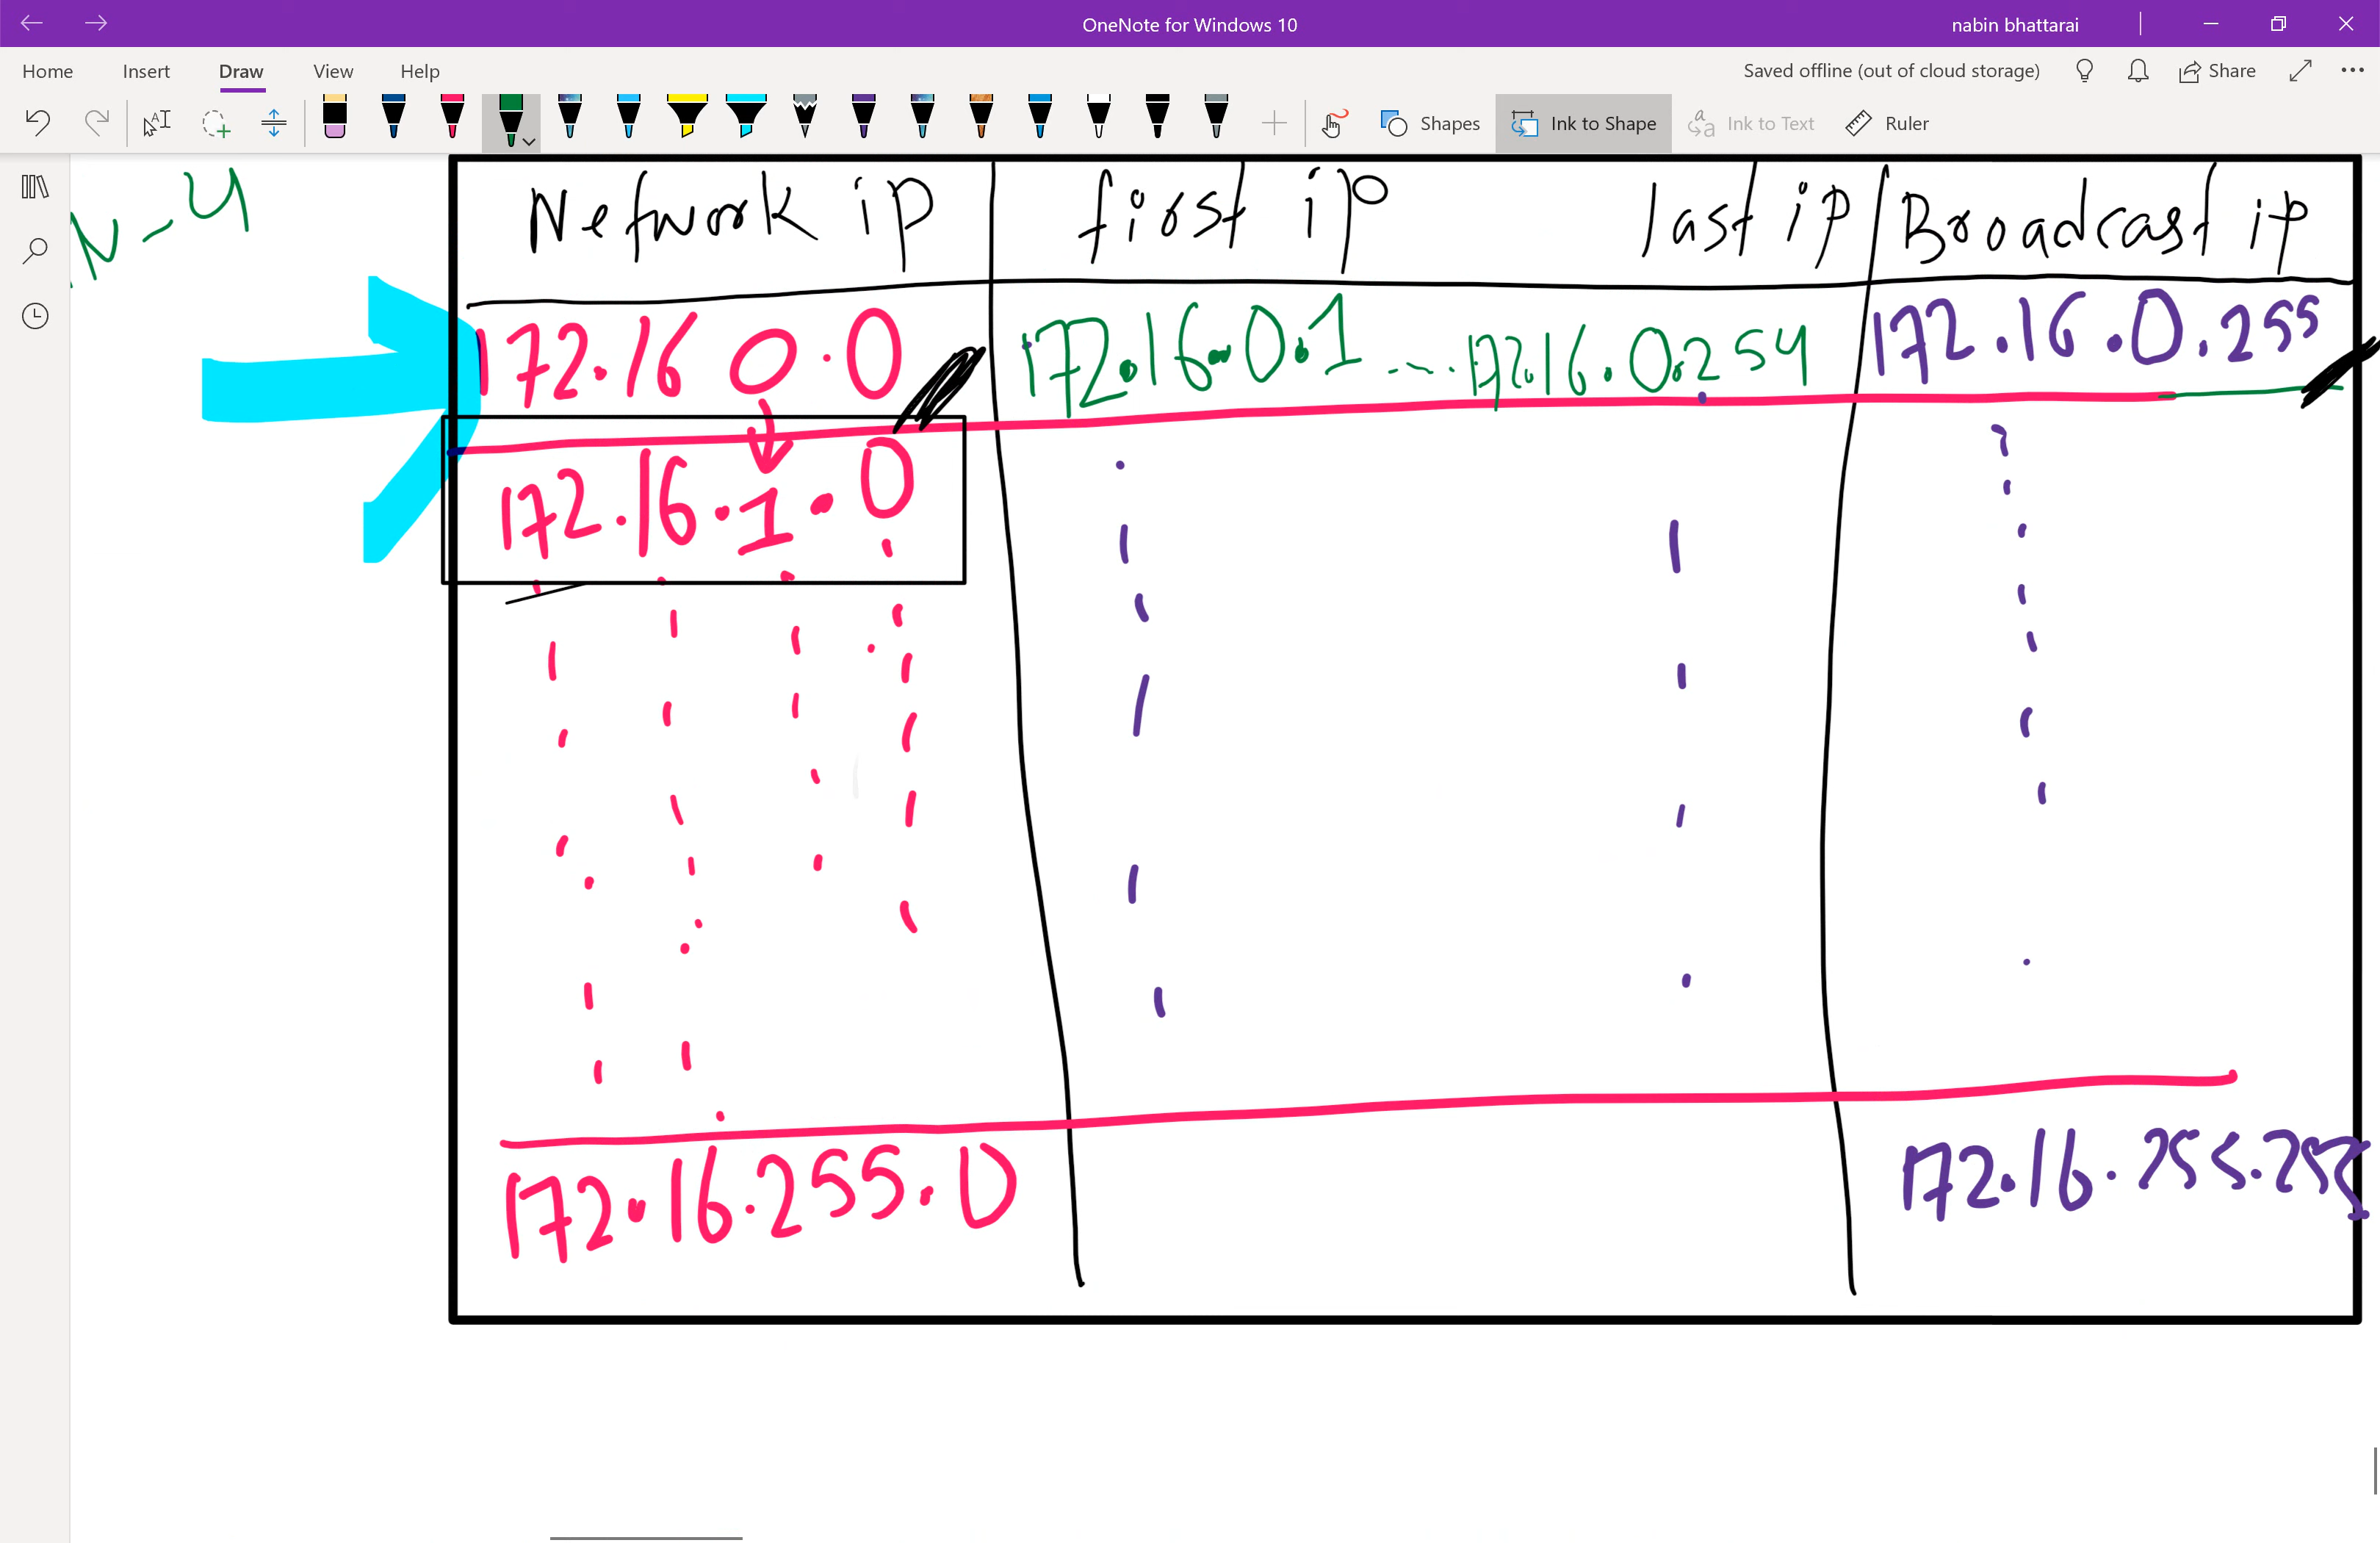 OneNote for Windows 10
nabin bhattarai
Home Insert Draw View Help
Saved offline (out of cloud storage) Share
Shapes Ink to Shape Ink to Text Ruler
N-4
Network ip first ip last ip Broadcast ip
172.16 0.0 172.16.0.1 ---. 172.16.0.254 172.16.0.255
172.16.1.0
172.16.255.0 172.16.255.255